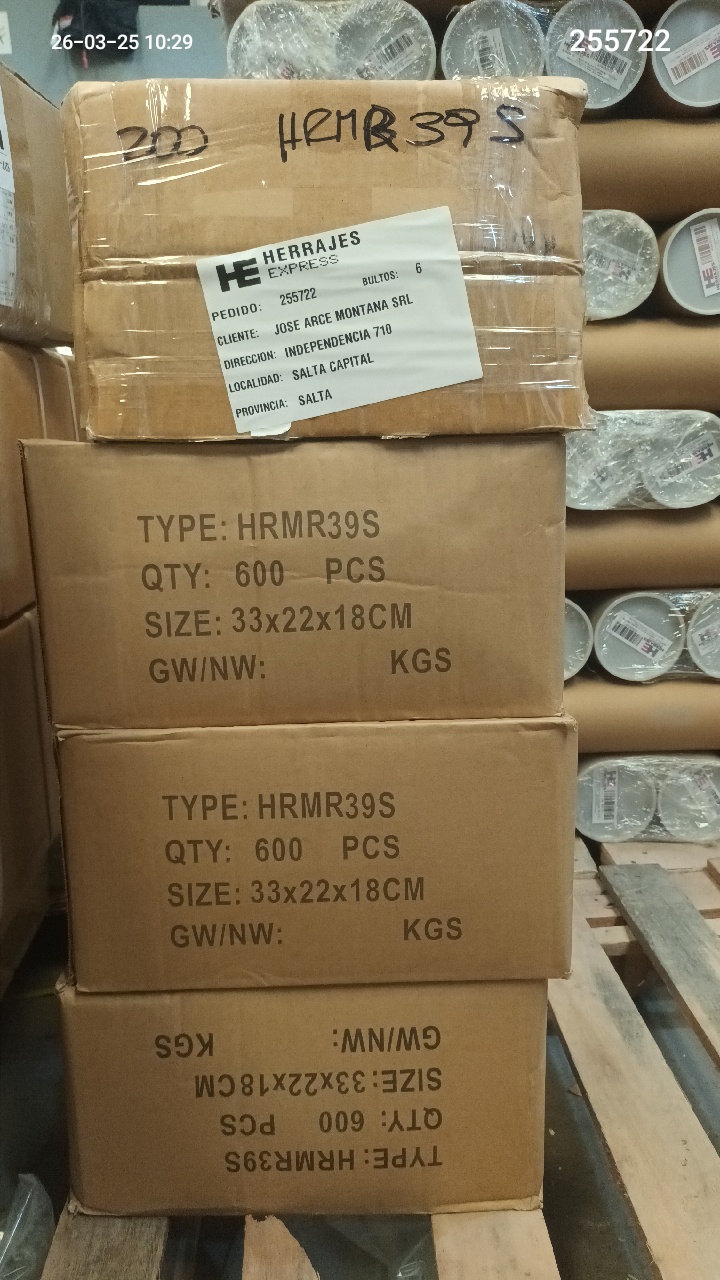 26-03-25 10:29
255722
200 HRMR39S
HE HERRAJES
EXPRESS
PEDIDO: 255722 BULTOS: 6
CLIENTE: JOSE ARCE MONTANA SRL
DIRECCION: INDEPENDENCIA 710
LOCALIDAD: SALTA CAPITAL
PROVINCIA: SALTA
TYPE: HRMR39S
QTY: 600 PCS
SIZE: 33x22x18CM
GW/NW: KGS
TYPE: HRMR39S
QTY: 600 PCS
SIZE: 33x22x18CM
GW/NW: KGS
TYPE: HRMR39S
QTY: 600 PCS
SIZE: 33x22x18CM
GW/NW: KGS